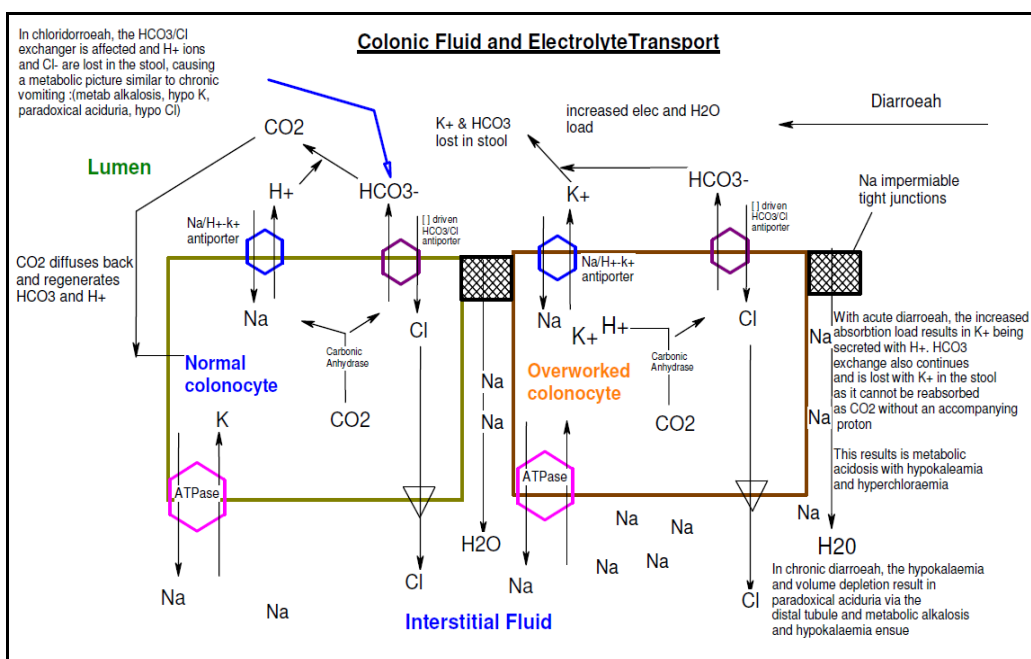 Colonic Fluid and ElectrolyteTransport
In chloridorroeah, the HCO3/Cl
exchanger is affected and H+ ions
and Cl- are lost in the stool, causing
a metabolic picture similar to chronic
vomiting :(metab alkalosis, hypo K,
paradoxical aciduria, hypo Cl)
Lumen
CO2
H+
HCO3-
Na/H+-k+
antiporter
[ ] driven
HCO3/Cl
antiporter
CO2 diffuses back
and regenerates
HCO3 and H+
Na
Cl
Normal
colonocyte
Carbonic
Anhydrase
K
CO2
ATPase
Na
Na
Cl
Na
Na
H2O
Interstitial Fluid
K+ & HCO3
lost in stool
increased elec and H2O
load
Diarroeah
K+
HCO3-
[ ] driven
HCO3/Cl
antiporter
Na impermiable
tight junctions
Na/H+-k+
antiporter
Na
K+
H+
Cl
Carbonic
Anhydrase
Overworked
colonocyte
CO2
ATPase
Na
Na
Na
Na
Na
Na
Cl
Na
Na
Na
H20
With acute diarroeah, the increased
absorbtion load results in K+ being
secreted with H+. HCO3
exchange also continues
and is lost with K+ in the stool
as it cannot be reabsorbed
as CO2 without an accompanying
proton
This results is metabolic
acidosis with hypokaleamia
and hyperchloraemia
In chronic diarroeah, the hypokalaemia
and volume depletion result in
paradoxical aciduria via the
distal tubule and metabolic alkalosis
and hypokalaemia ensue